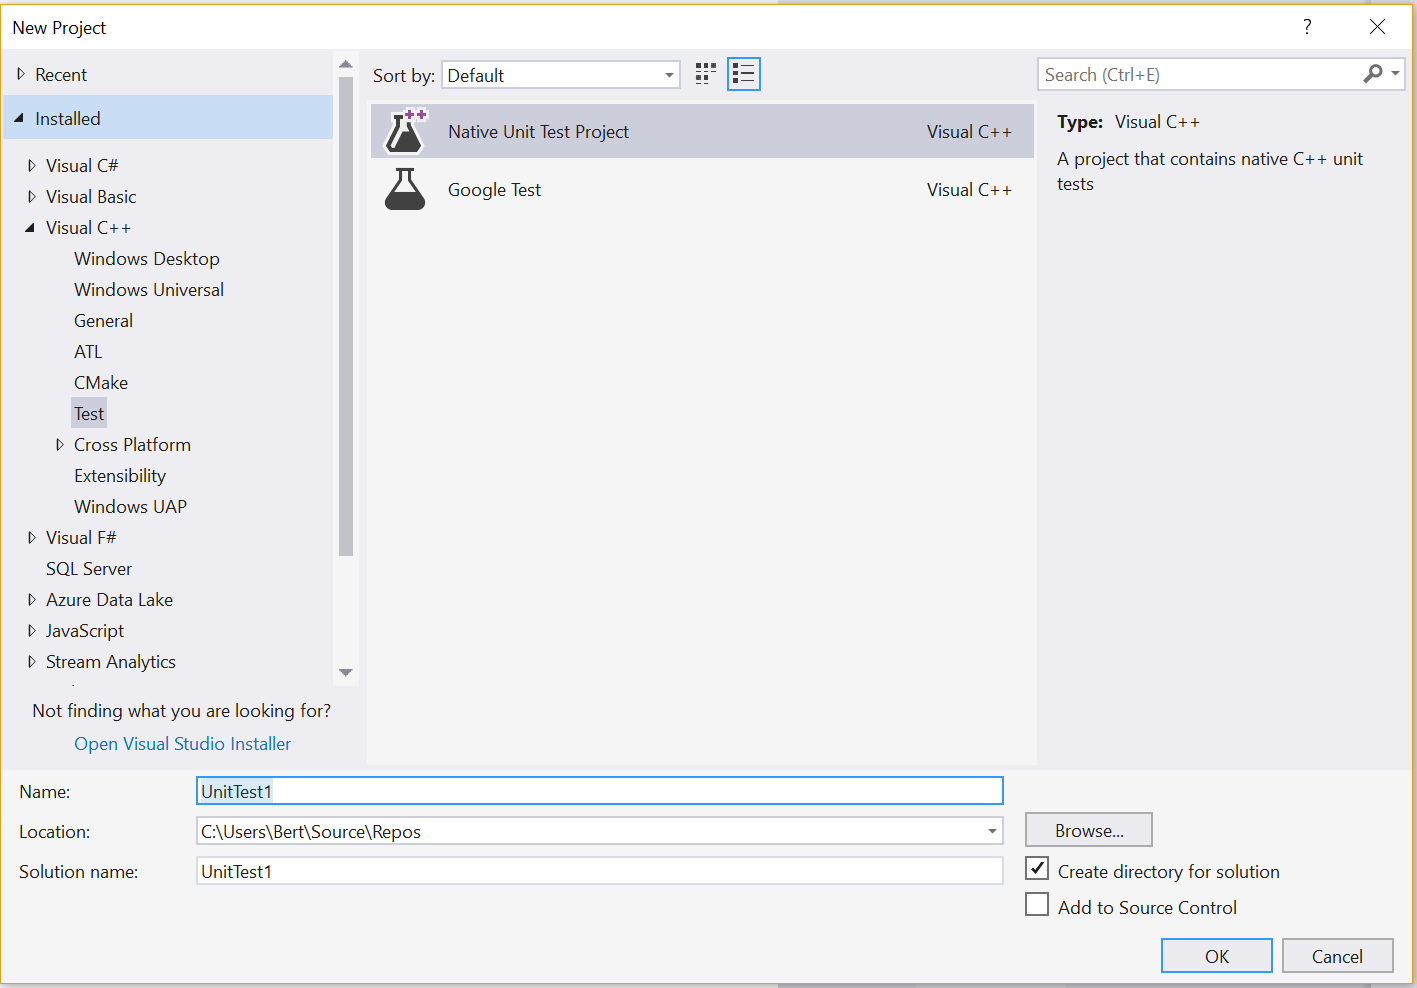 New Project
?
Recent
Installed
Visual C#
Visual Basic
Visual C++
Windows Desktop
Windows Universal
General
ATL
CMake
Test
Cross Platform
Extensibility
Windows UAP
Visual F#
SQL Server
Azure Data Lake
JavaScript
Stream Analytics
Not finding what you are looking for?
Open Visual Studio Installer
Sort by: Default
Native Unit Test Project Visual C++
Google Test Visual C++
Search (Ctrl+E)
Type: Visual C++
A project that contains native C++ unit
tests
Name: UnitTest1
Location: C:\Users\Bert\Source\Repos
Browse...
Solution name: UnitTest1
Create directory for solution
Add to Source Control
OK Cancel